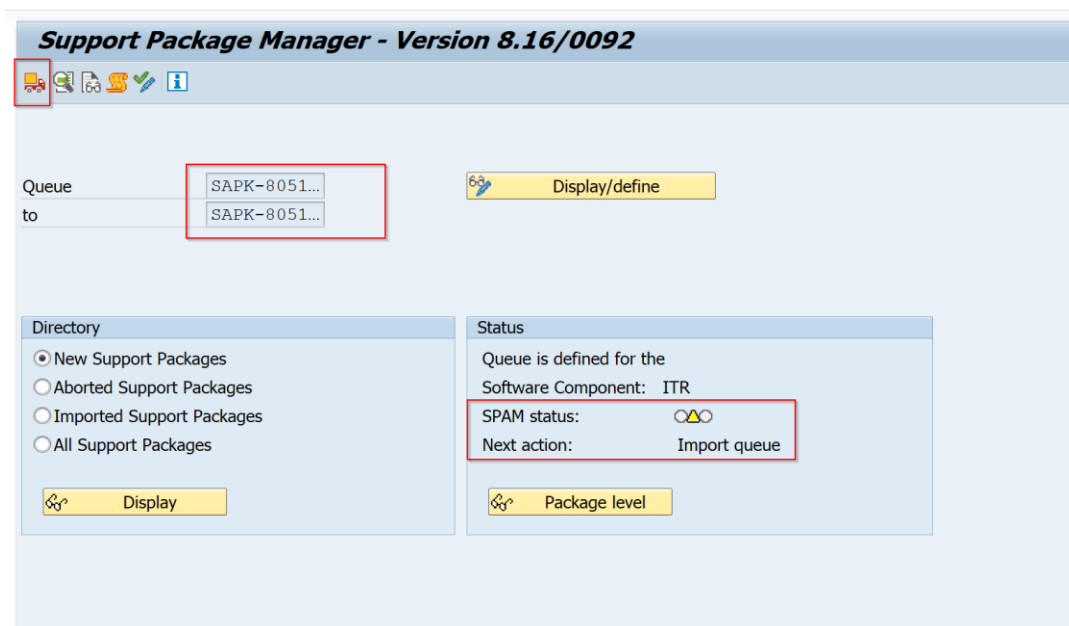 Support Package Manager - Version 8.16/0092
Queue SAPK-8051... Display/define
to SAPK-8051...
Directory
New Support Packages
Aborted Support Packages
Imported Support Packages
All Support Packages
Display
Status
Queue is defined for the
Software Component: ITR
SPAM status:
Next action: Import queue
Package level